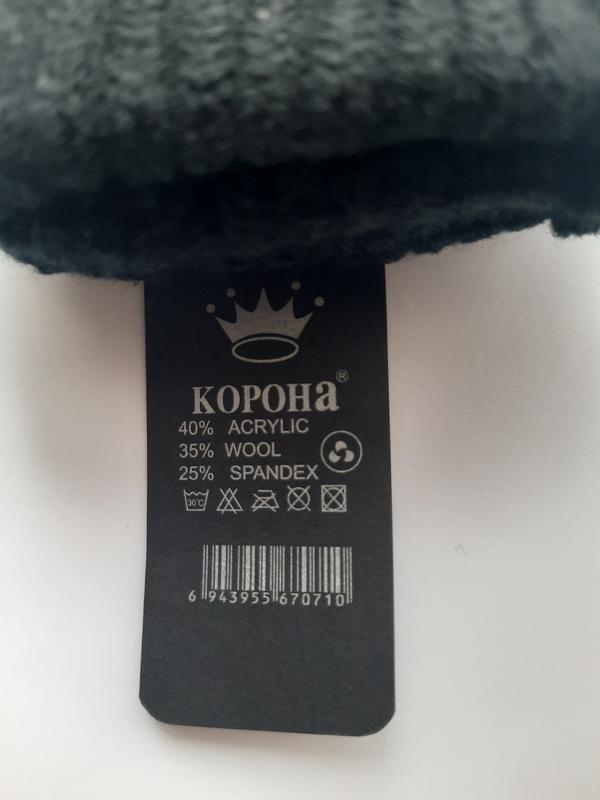 КОРОНа®
40% ACRYLIC
35% WOOL
25% SPANDEX
30°C
6 943955 670710